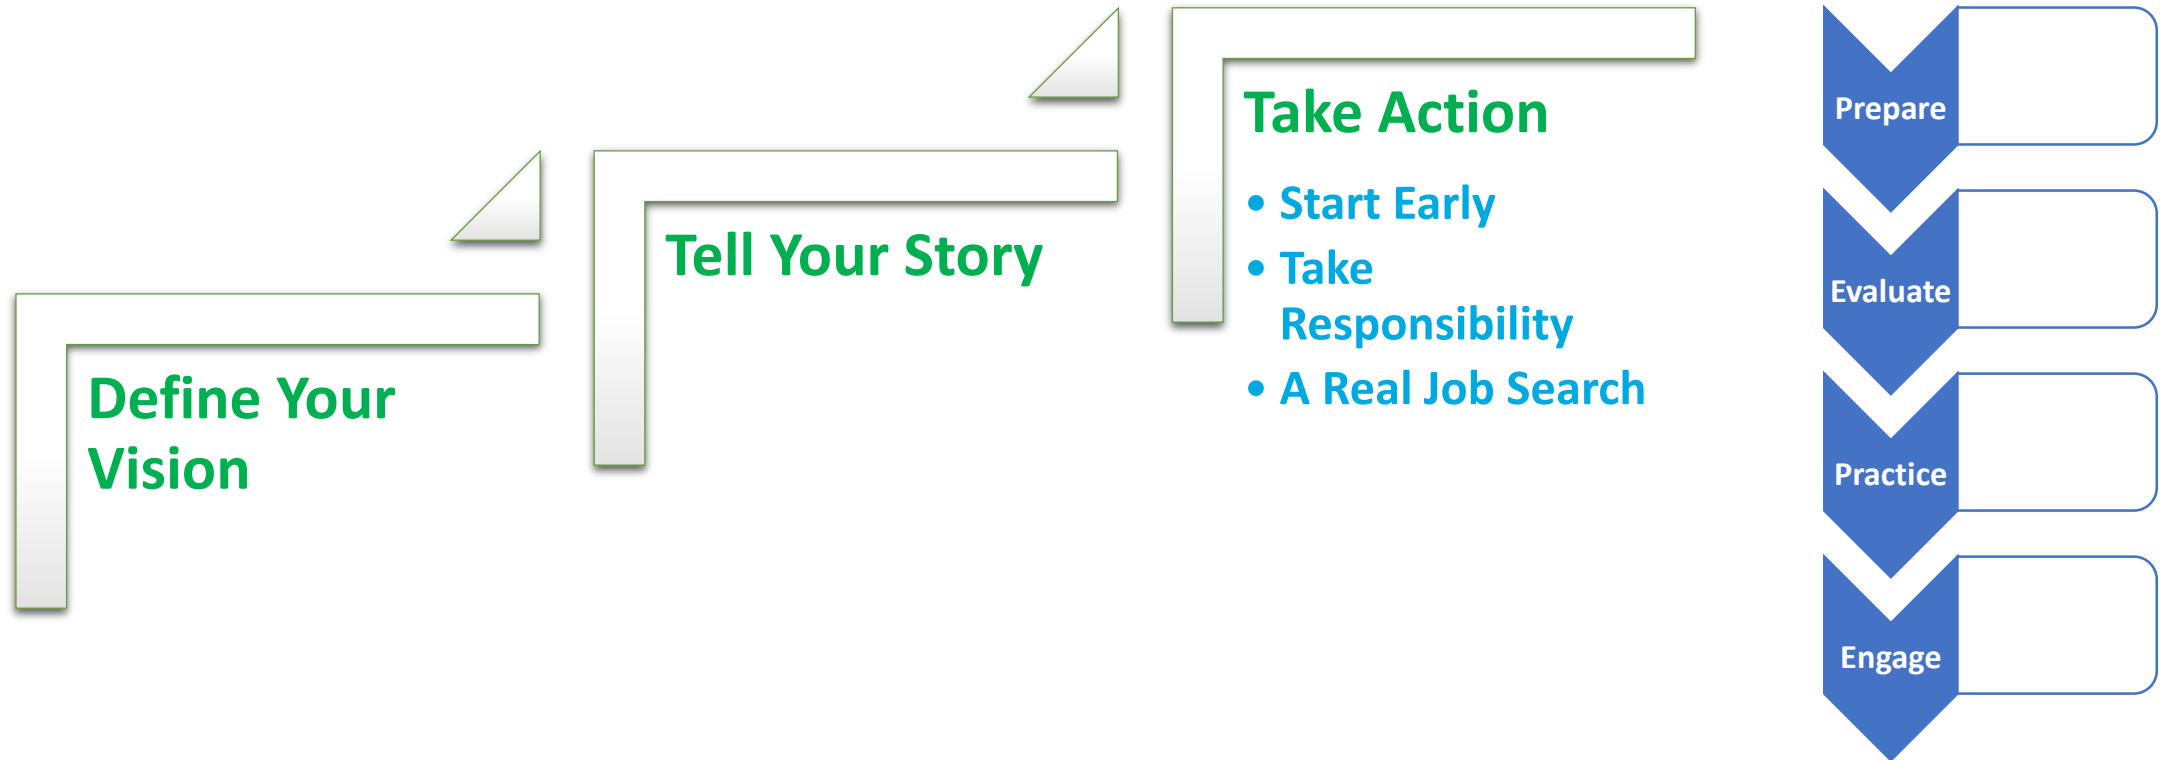 Define Your
Vision
Tell Your Story
Take Action
• Start Early
• Take
Responsibility
• A Real Job Search
Prepare
Evaluate
Practice
Engage